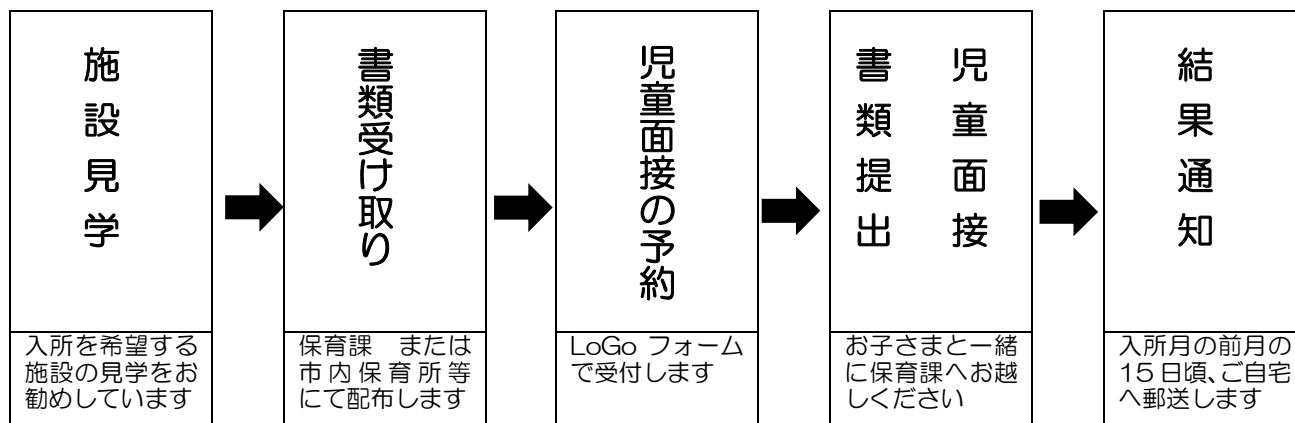 施設見学
入所を希望する
施設の見学をお
勧めしています
書類受け取り
保育課　または
市内保育所等
にて配布します
児童面接の予約
LoGo フォーム
で受付します
児童面接
書類提出
お子さまと一緒
に保育課へお越
しください
結果通知
入所月の前月の
15日頃、ご自宅
へ郵送します